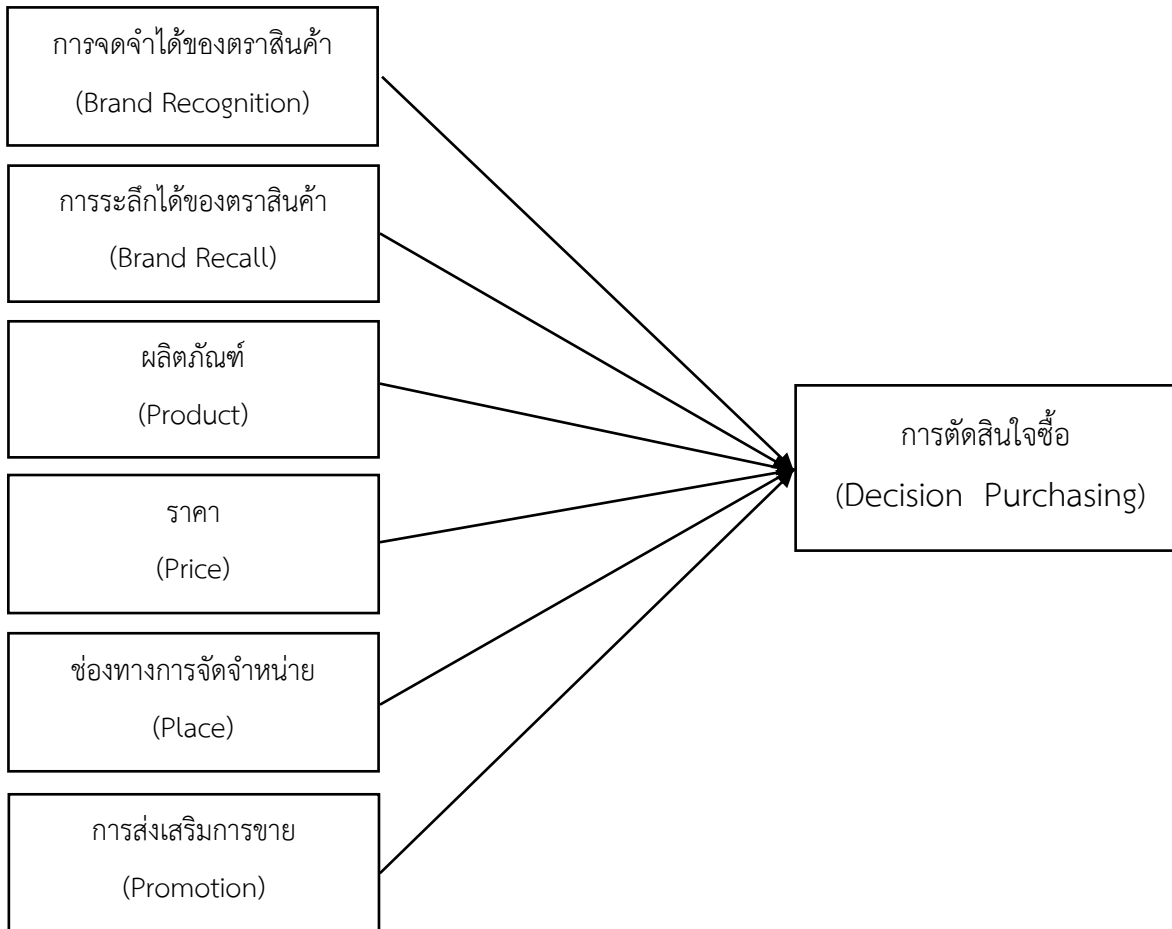 การจดจำได้ของตราสินค้า
(Brand Recognition)
การระลึกได้ของตราสินค้า
(Brand Recall)
ผลิตภัณฑ์
(Product)
ราคา
(Price)
ช่องทางการจัดจำหน่าย
(Place)
การส่งเสริมการขาย
(Promotion)
การตัดสินใจซื้อ
(Decision Purchasing)